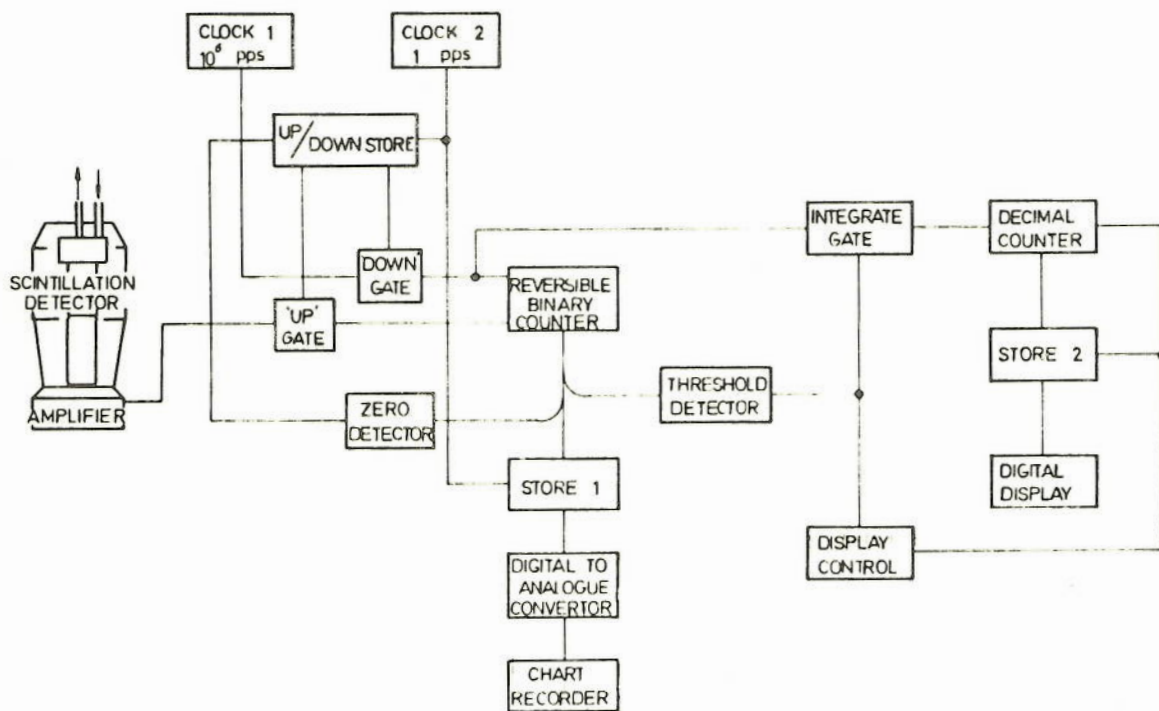 CLOCK 1
10⁶ pps
CLOCK 2
1 pps
UP/DOWN STORE
SCINTILLATION
DETECTOR
AMPLIFIER
'DOWN'
GATE
'UP'
GATE
REVERSIBLE
BINARY
COUNTER
INTEGRATE
GATE
DECIMAL
COUNTER
ZERO
DETECTOR
THRESHOLD
DETECTOR
STORE 2
STORE 1
DIGITAL
DISPLAY
DISPLAY
CONTROL
DIGITAL TO
ANALOGUE
CONVERTOR
CHART
RECORDER